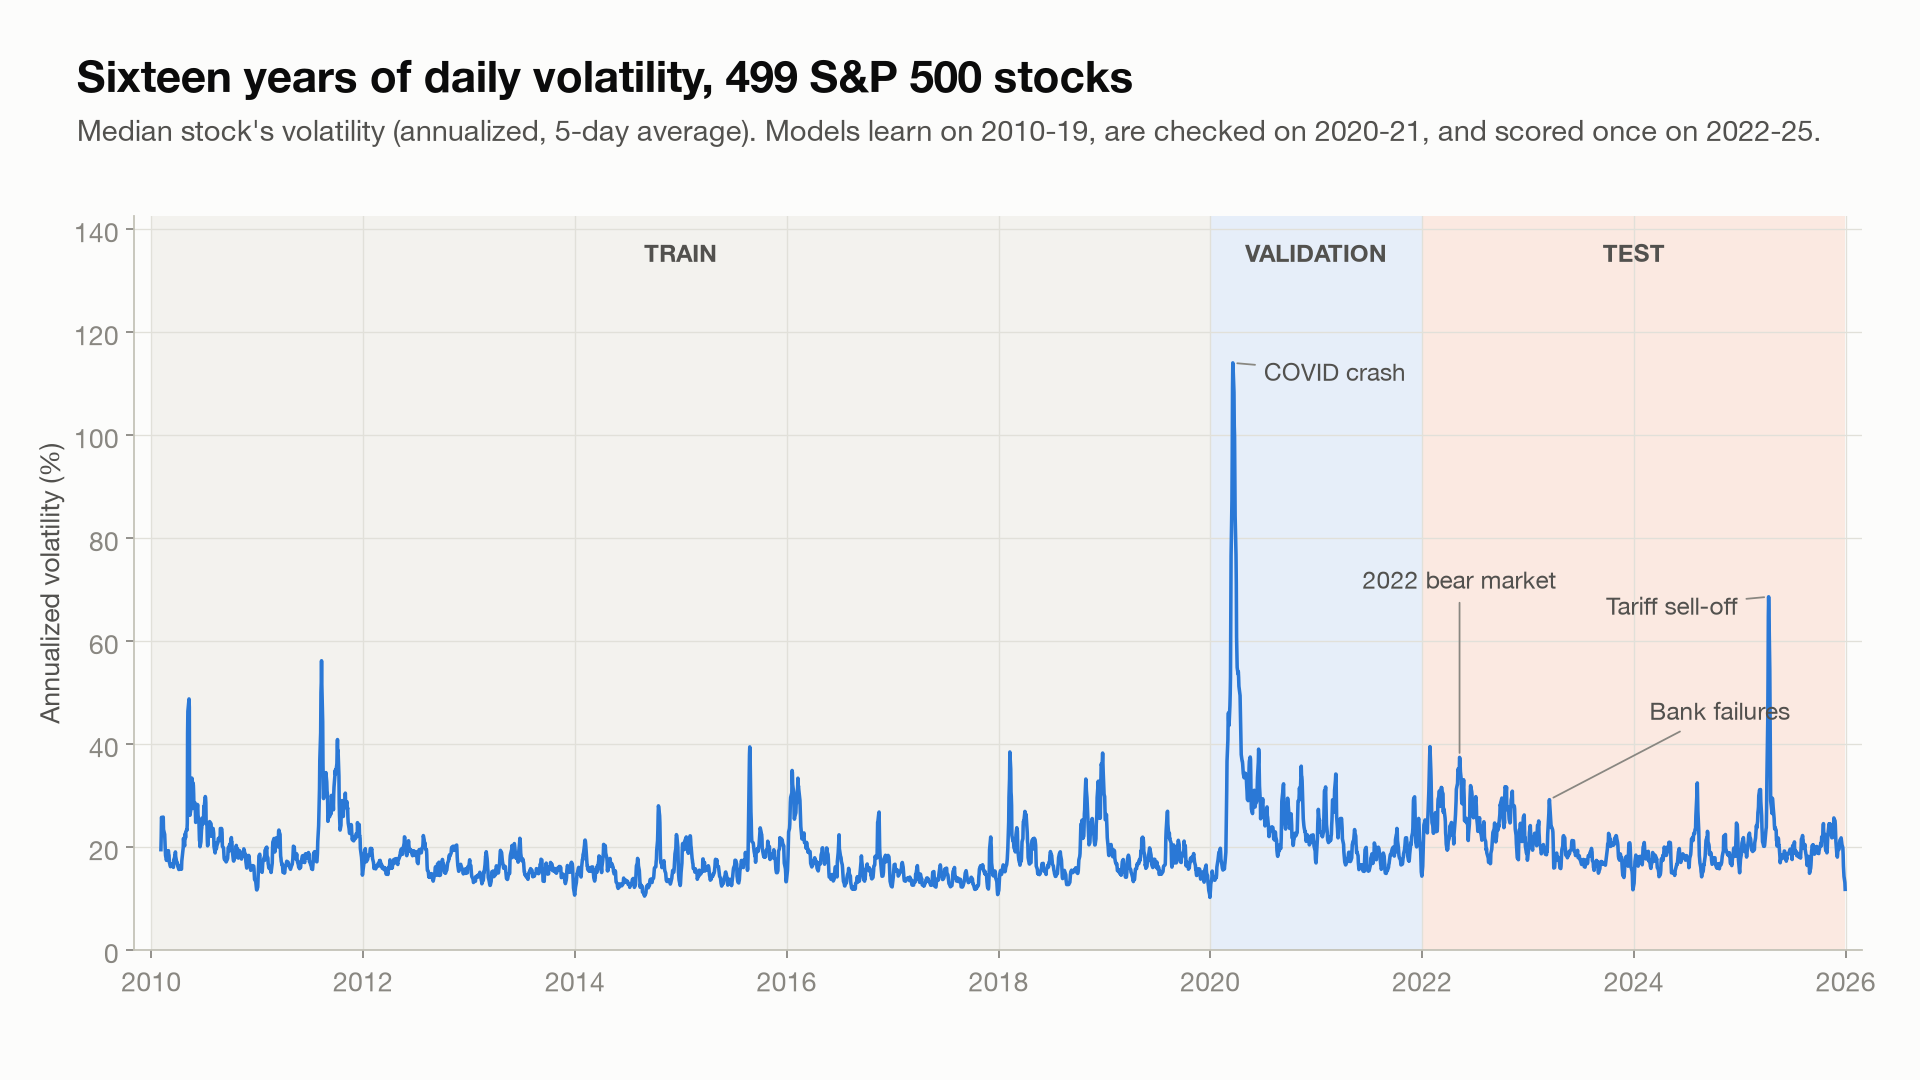 Sixteen years of daily volatility, 499 S&P 500 stocks
Median stock's volatility (annualized, 5-day average). Models learn on 2010-19, are checked on 2020-21, and scored once on 2022-25.
Annualized volatility (%)
140
120
100
80
60
40
20
0
TRAIN
VALIDATION
TEST
COVID crash
2022 bear market
Tariff sell-off
Bank failures
2010
2012
2014
2016
2018
2020
2022
2024
2026